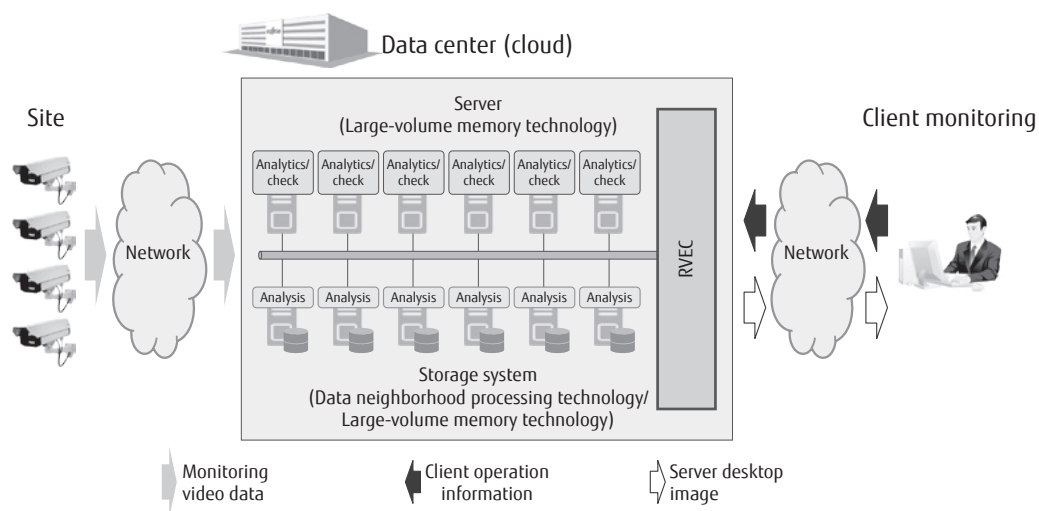 Data center (cloud)
Site
Server
(Large-volume memory technology)
Client monitoring
Analytics/
check
Analytics/
check
Analytics/
check
Analytics/
check
Analytics/
check
Analytics/
check
Network
RVEC
Network
Analysis
Analysis
Analysis
Analysis
Analysis
Analysis
Storage system
(Data neighborhood processing technology/
Large-volume memory technology)
Monitoring
video data
Client operation
information
Server desktop
image